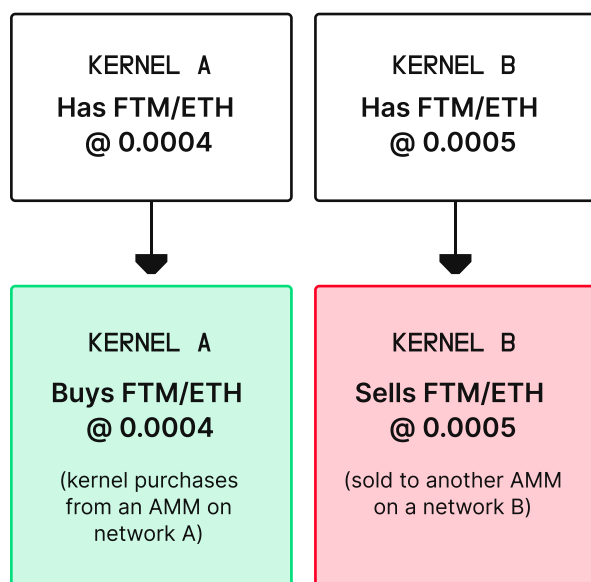 KERNEL A
Has FTM/ETH
@ 0.0004
KERNEL B
Has FTM/ETH
@ 0.0005
KERNEL A
Buys FTM/ETH
@ 0.0004
(kernel purchases
from an AMM on
network A)
KERNEL B
Sells FTM/ETH
@ 0.0005
(sold to another AMM
on a network B)